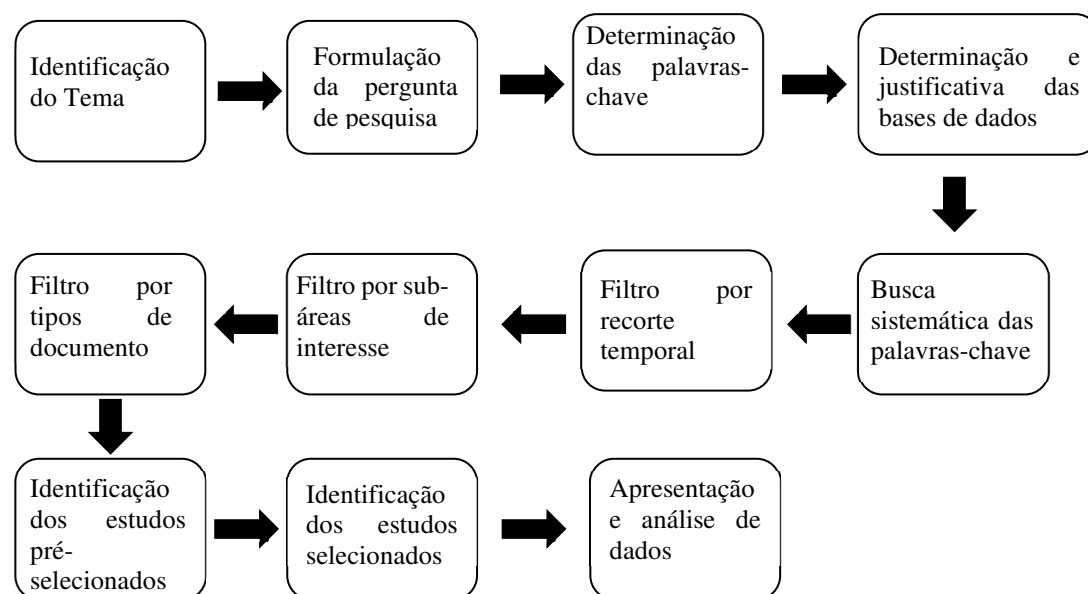 Identificação
do Tema
Formulação
da pergunta
de pesquisa
Determinação
das palavras-
chave
Determinação e
justificativa das
bases de dados
Busca
sistemática das
palavras-chave
Filtro por
recorte
temporal
Filtro por sub-
áreas de
interesse
Filtro por
tipos de
documento
Identificação
dos estudos
pré-
selecionados
Identificação
dos estudos
selecionados
Apresentação
e análise de
dados